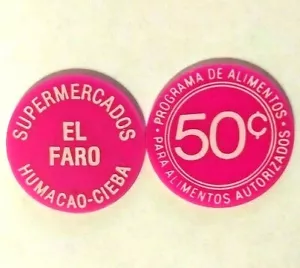 SUPERMERCADOS
EL
FARO
HUMACAO-CIEBA
• PROGRAMA DE ALIMENTOS •
50¢
PARA ALIMENTOS AUTORIZADOS